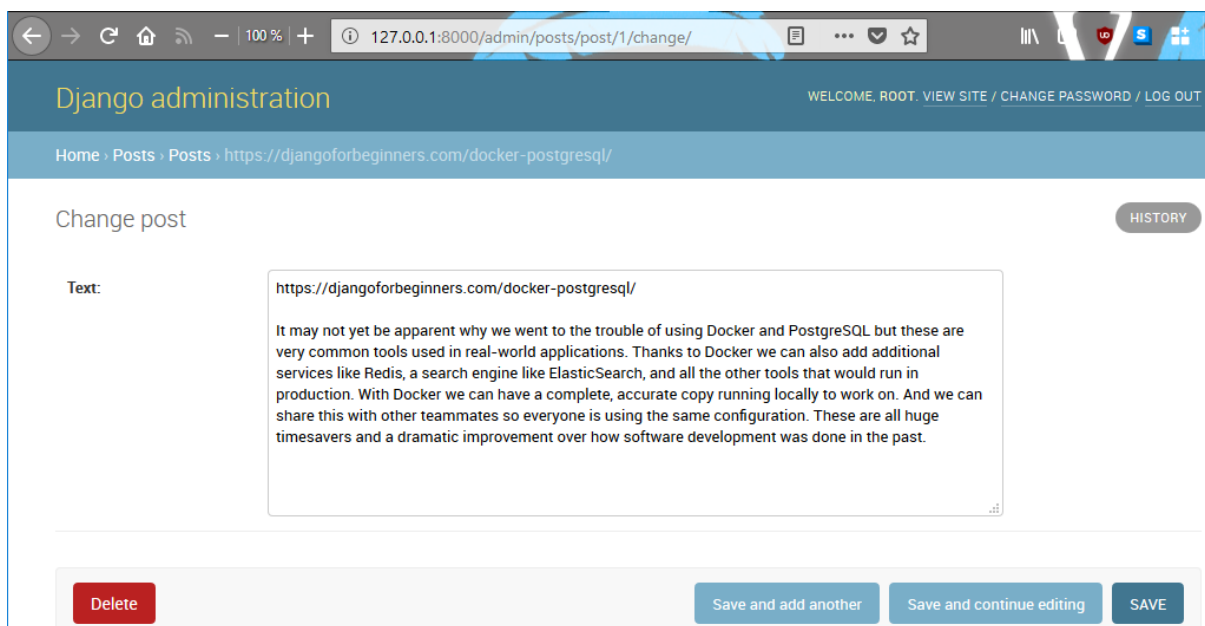 100 %
127.0.0.1:8000/admin/posts/post/1/change/
Django administration
WELCOME, ROOT. VIEW SITE / CHANGE PASSWORD / LOG OUT
Home › Posts › Posts › https://djangoforbeginners.com/docker-postgresql/
Change post
HISTORY
Text:
https://djangoforbeginners.com/docker-postgresql/
It may not yet be apparent why we went to the trouble of using Docker and PostgreSQL but these are
very common tools used in real-world applications. Thanks to Docker we can also add additional
services like Redis, a search engine like ElasticSearch, and all the other tools that would run in
production. With Docker we can have a complete, accurate copy running locally to work on. And we can
share this with other teammates so everyone is using the same configuration. These are all huge
timesavers and a dramatic improvement over how software development was done in the past.
Delete
Save and add another
Save and continue editing
SAVE